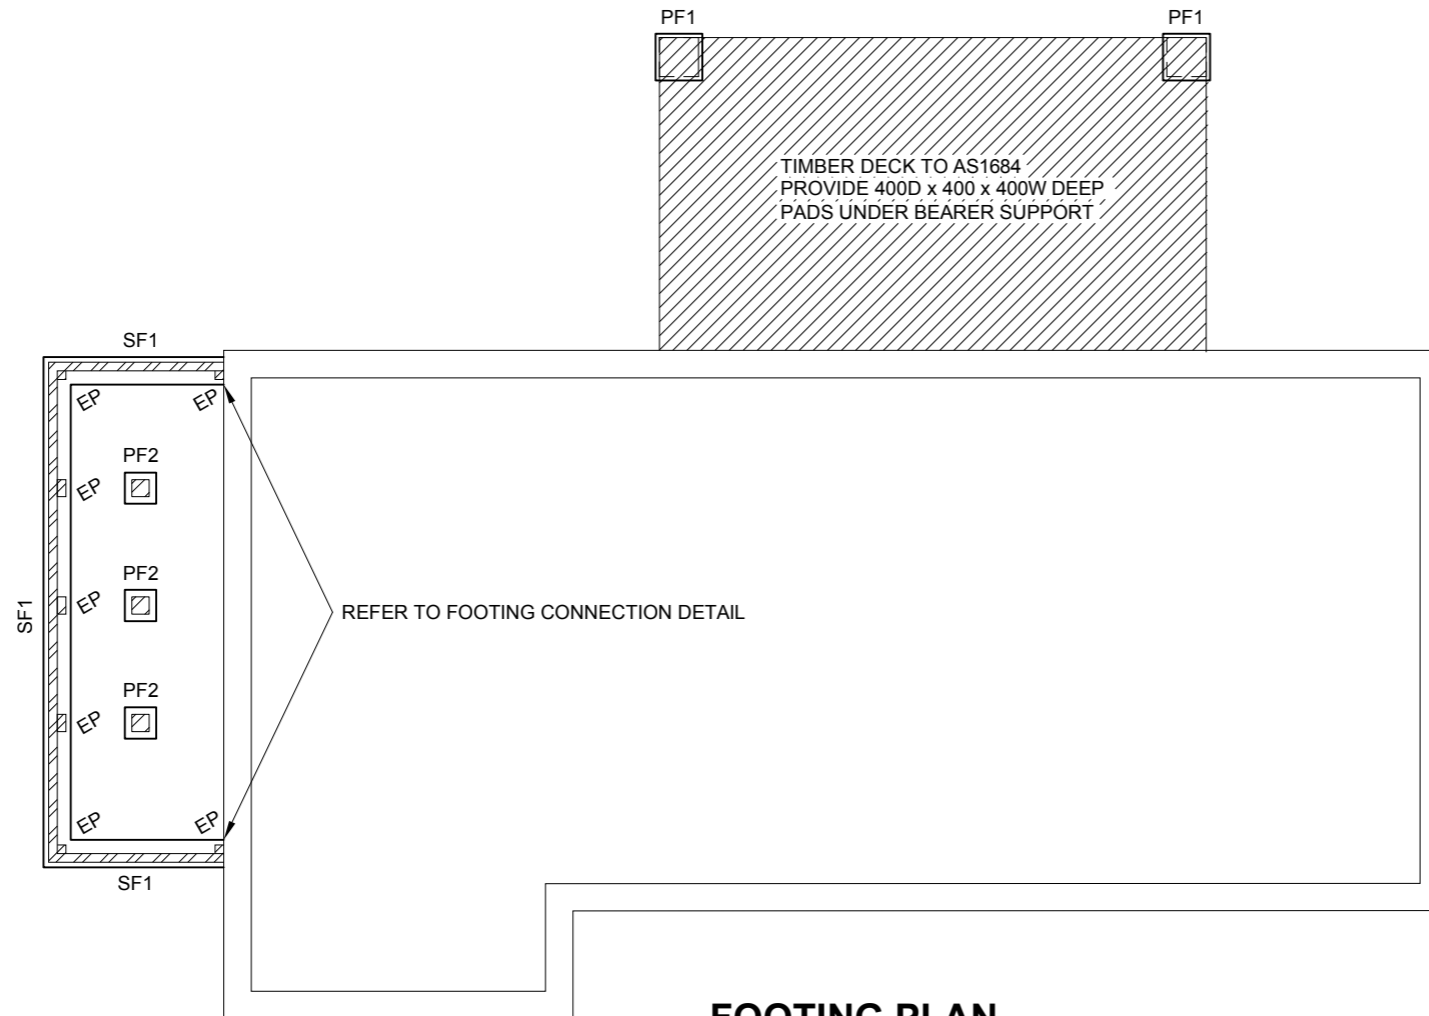 PF1
PF1
TIMBER DECK TO AS1684
PROVIDE 400D x 400 x 400W DEEP
PADS UNDER BEARER SUPPORT
SF1
EP
EP
PF2
EP
PF2
EP
SF1
REFER TO FOOTING CONNECTION DETAIL
PF2
EP
EP
EP
SF1
FOOTING PLAN